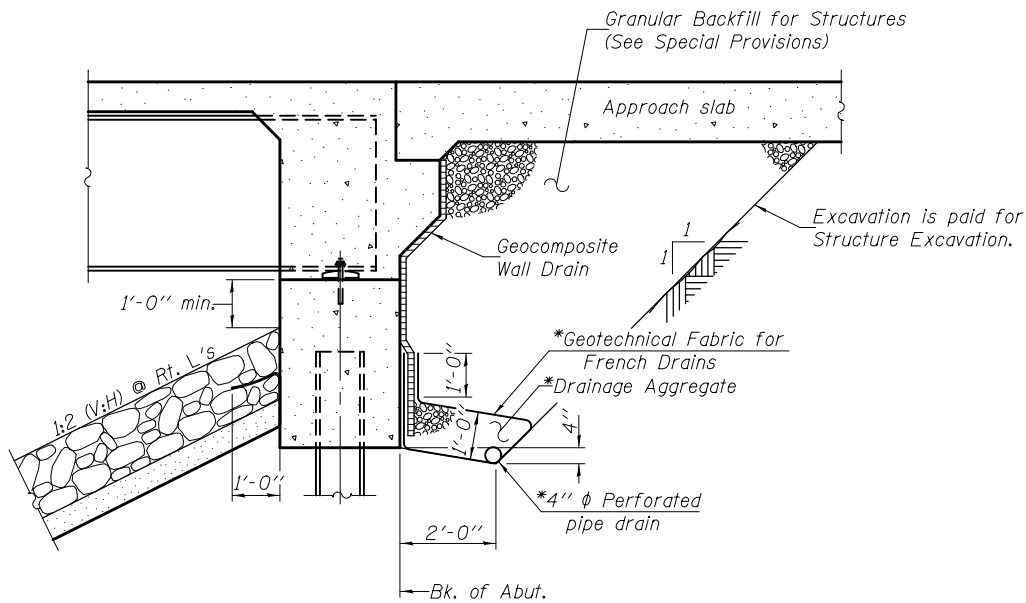 Granular Backfill for Structures
(See Special Provisions)
Approach slab
Excavation is paid for
Structure Excavation.
1
1
Geocomposite
Wall Drain
1'-0'' min.
1:2 (V:H) @ Rt. L's
*Geotechnical Fabric for
French Drains
*Drainage Aggregate
1'-0''
1'-0''
4''
1'-0''
*4'' ϕ Perforated
pipe drain
2'-0''
Bk. of Abut.